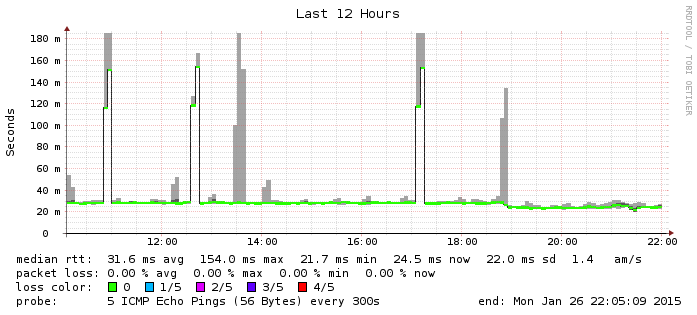 Last 12 Hours
RRDTOOL / TOBI OETIKER
Seconds
180 m
160 m
140 m
120 m
100 m
80 m
60 m
40 m
20 m
0
12:00 14:00 16:00 18:00 20:00 22:00
median rtt: 31.6 ms avg 154.0 ms max 21.7 ms min 24.5 ms now 22.0 ms sd 1.4 am/s
packet loss: 0.00 % avg 0.00 % max 0.00 % min 0.00 % now
loss color: 0 1/5 2/5 3/5 4/5
probe: 5 ICMP Echo Pings (56 Bytes) every 300s end: Mon Jan 26 22:05:09 2015